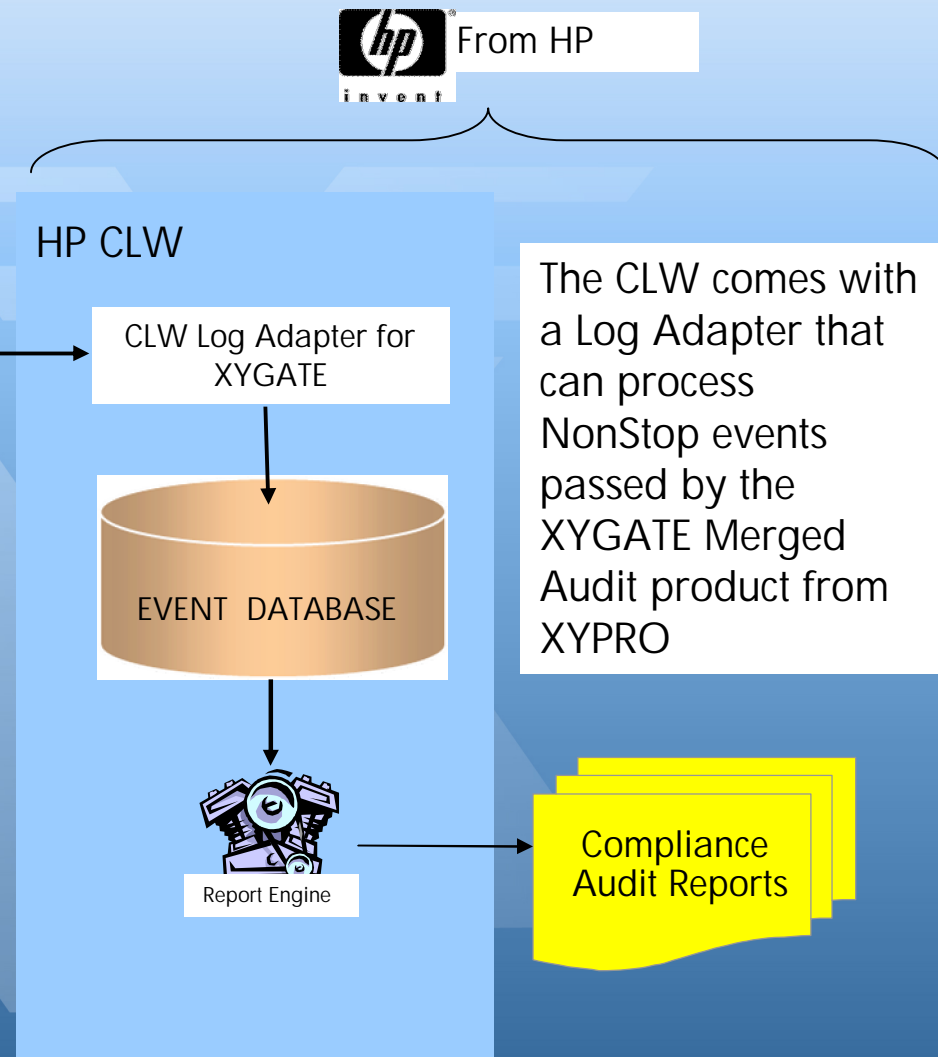 hp
invent
From HP
HP CLW
CLW Log Adapter for
XYGATE
EVENT DATABASE
Report Engine
The CLW comes with
a Log Adapter that
can process
NonStop events
passed by the
XYGATE Merged
Audit product from
XYPRO
Compliance
Audit Reports